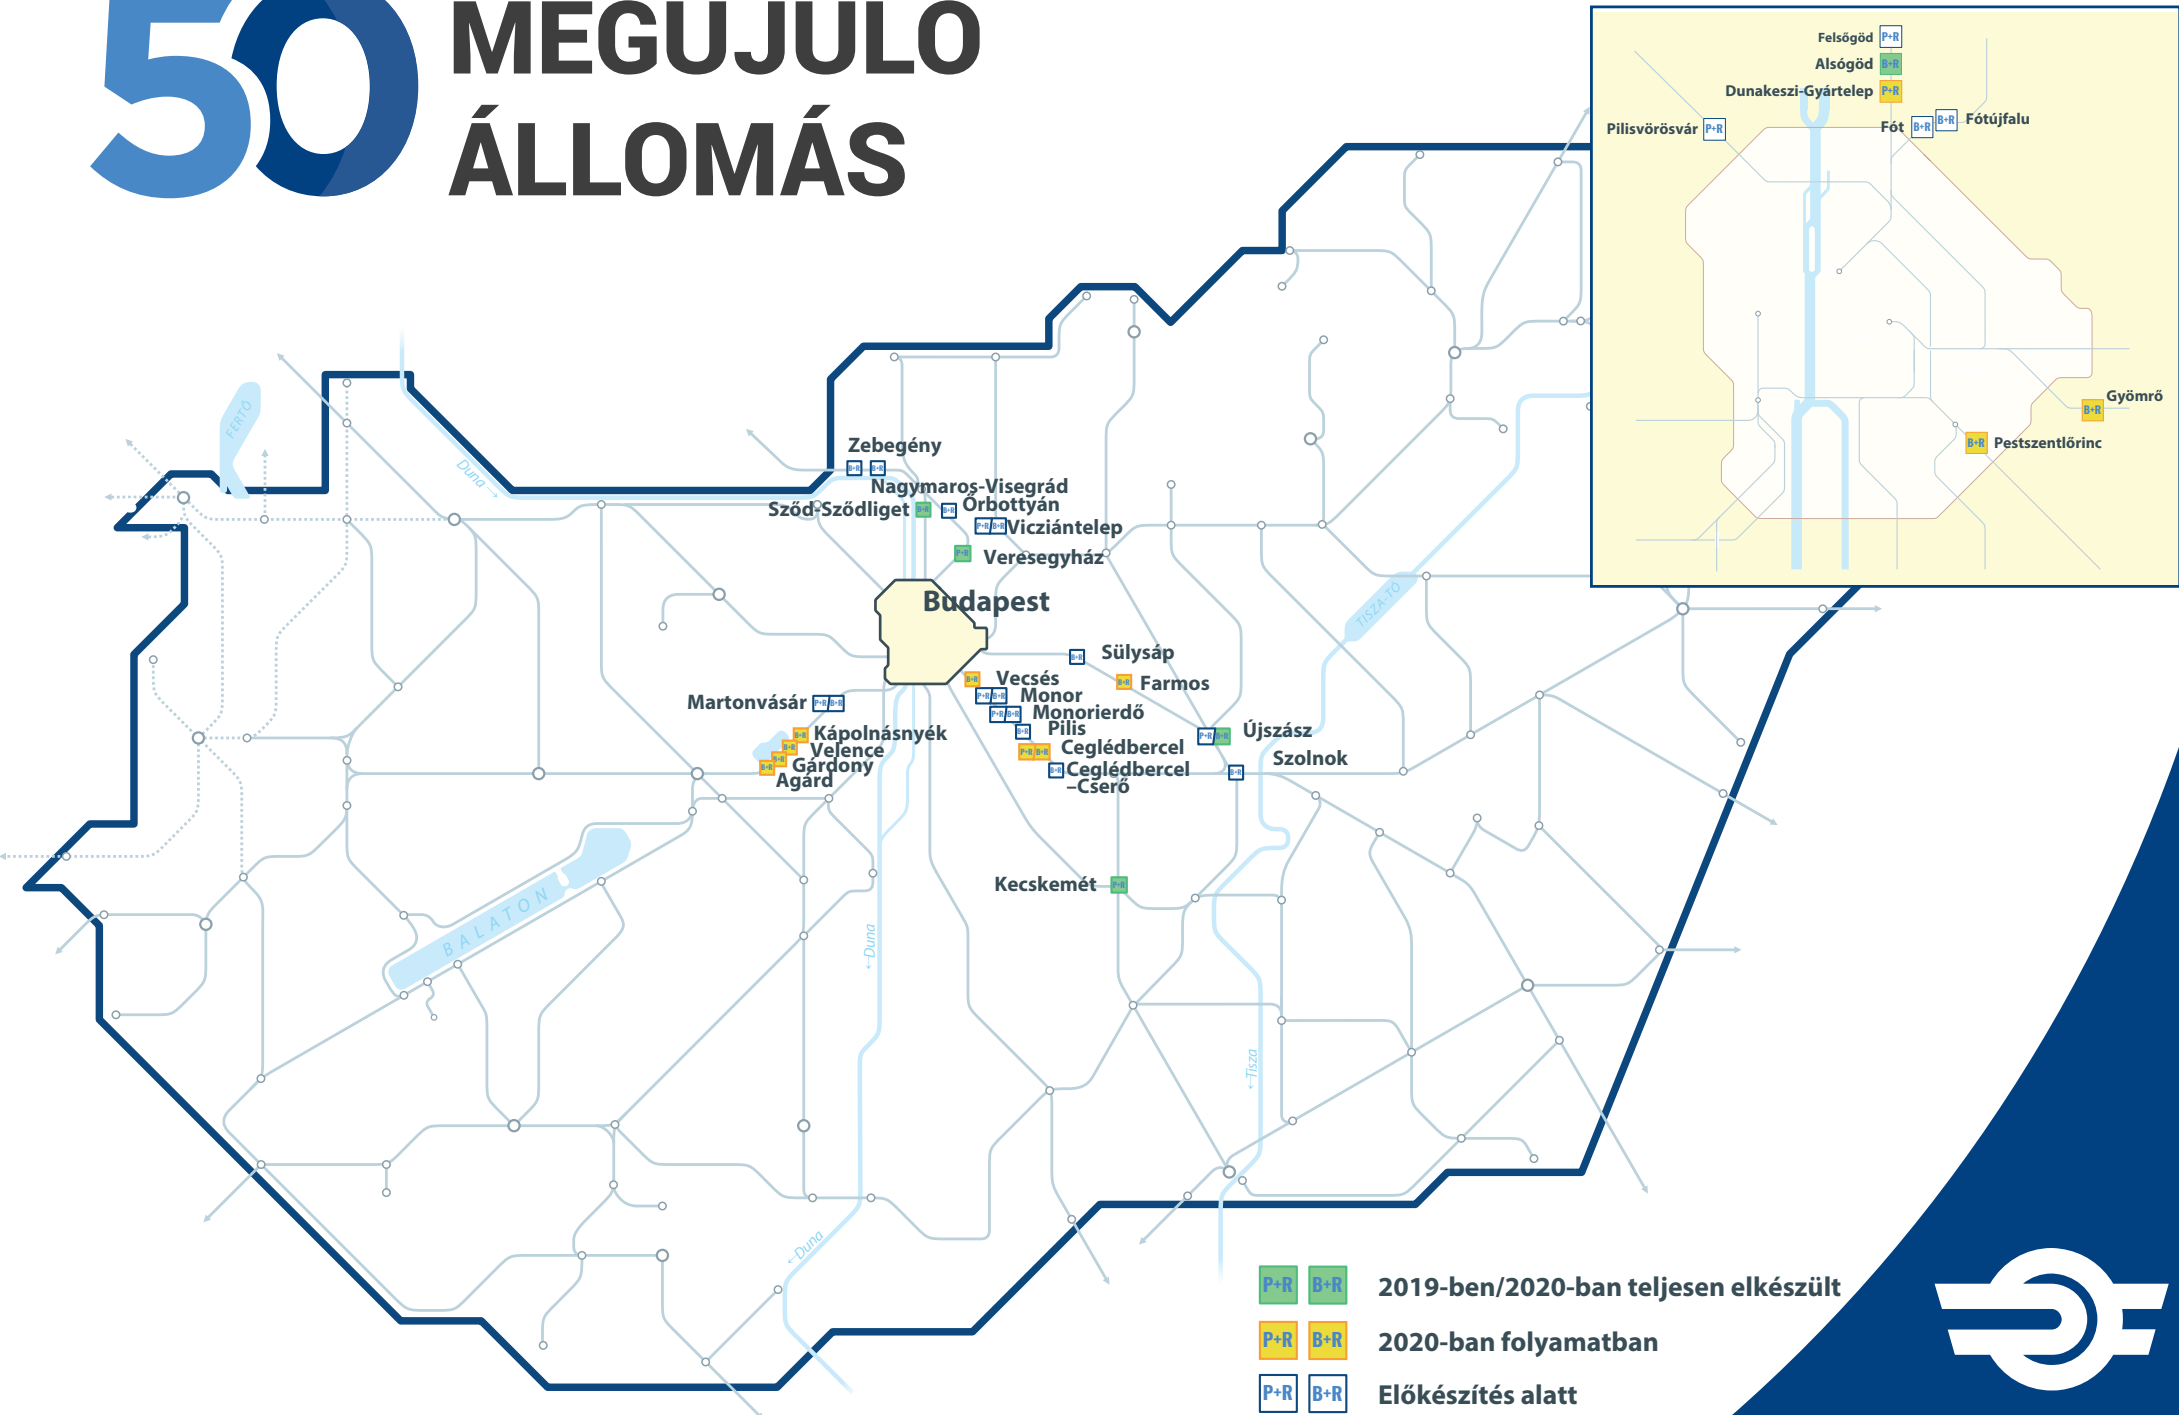 50 MEGÚJULÓ
ÁLLOMÁS
Felsőgöd P+R
Alsógöd B+R
Dunakeszi-Gyártelep P+R
Pilisvörösvár P+R
Fót B+R
B+R Fótújfalu
Gyömrő
B+R
B+R Pestszentlőrinc
FERTŐ
Duna →
Zebegény
B+R B+R
Nagymaros-Visegrád
Sződ-Sződliget B+R
B+R Őrbottyán
P+R B+R Vicziántelep
P+R Veresegyház
Budapest
TISZA-TÓ
B+R Sülysáp
B+R Vecsés
B+R Farmos
P+R B+R Monor
Martonvásár P+R B+R
P+R B+R Monorierdő
B+R Pilis
P+R B+R Újszász
B+R Kápolnásnyék
B+R Velence
P+R B+R Ceglédbercel
B+R Gárdony
B+R Agárd
B+R Ceglédbercel
–Cserő
B+R Szolnok
Kecskemét P+R
BALATON
←Duna
←Tisza
←Duna
P+R B+R 2019-ben/2020-ban teljesen elkészült
P+R B+R 2020-ban folyamatban
P+R B+R Előkészítés alatt